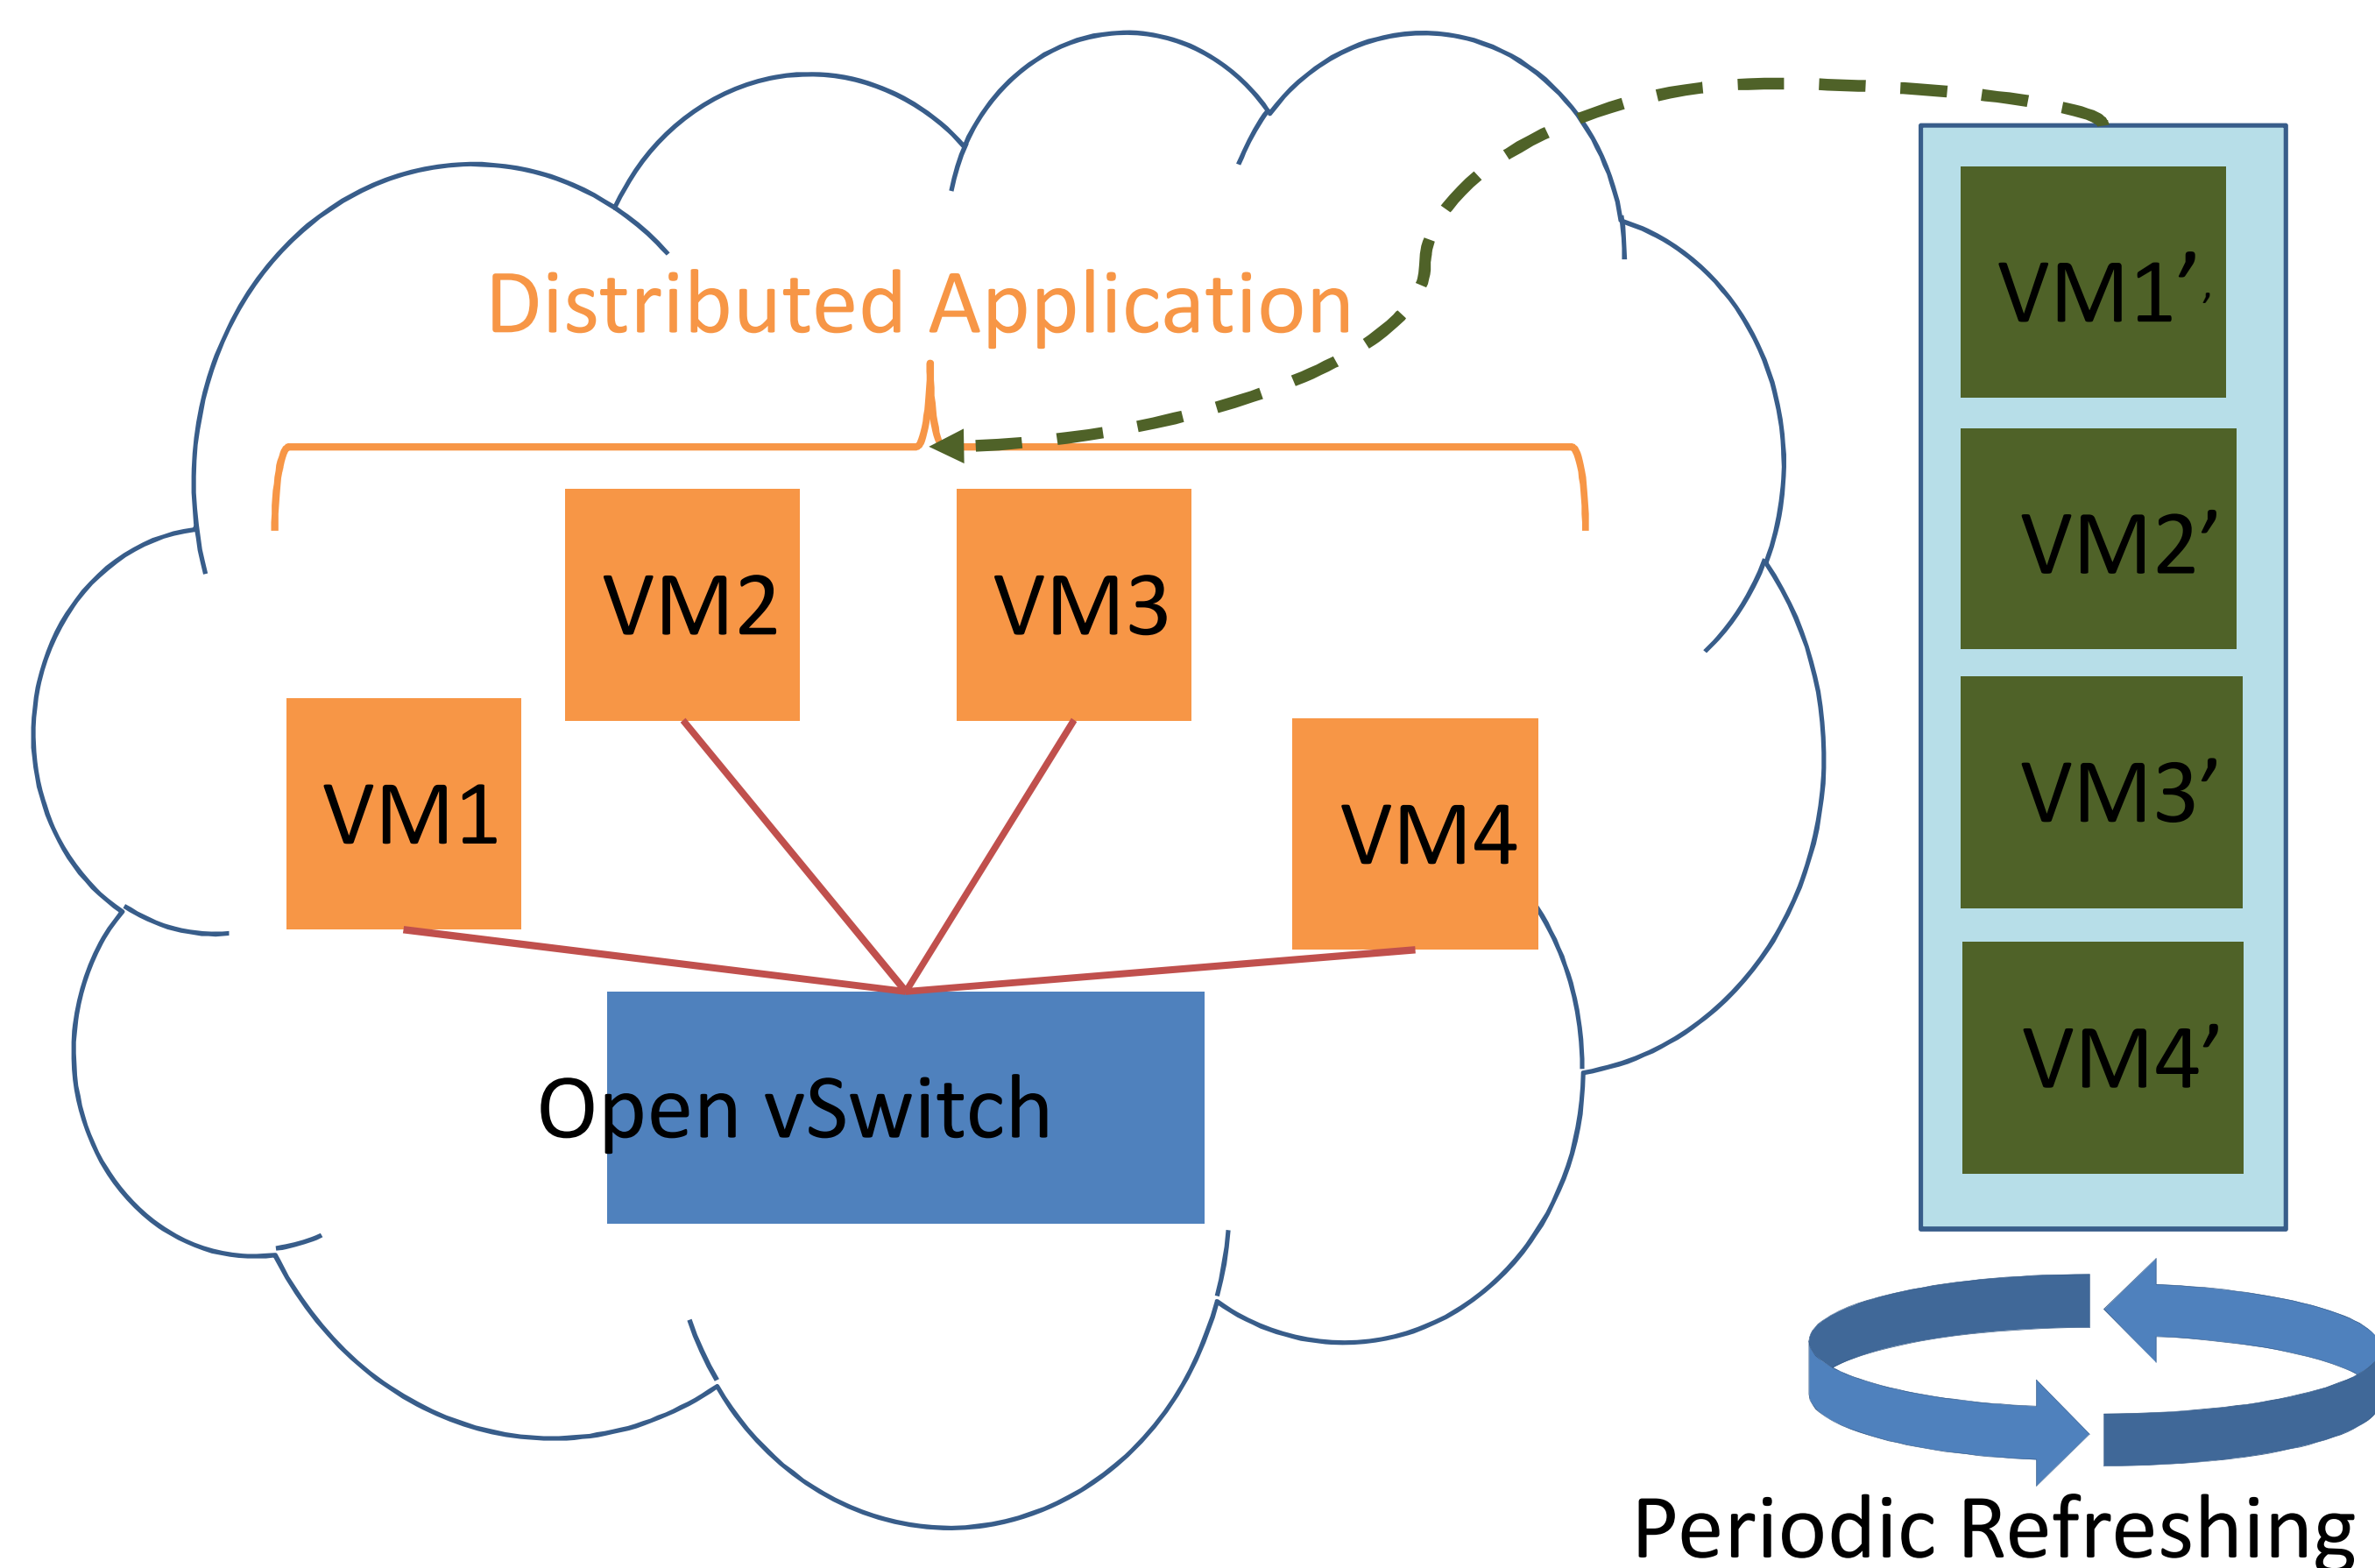 Distributed Application
VM1
VM2
VM3
VM4
Open vSwitch
VM1’,
VM2’
VM3’
VM4’
Periodic Refreshing